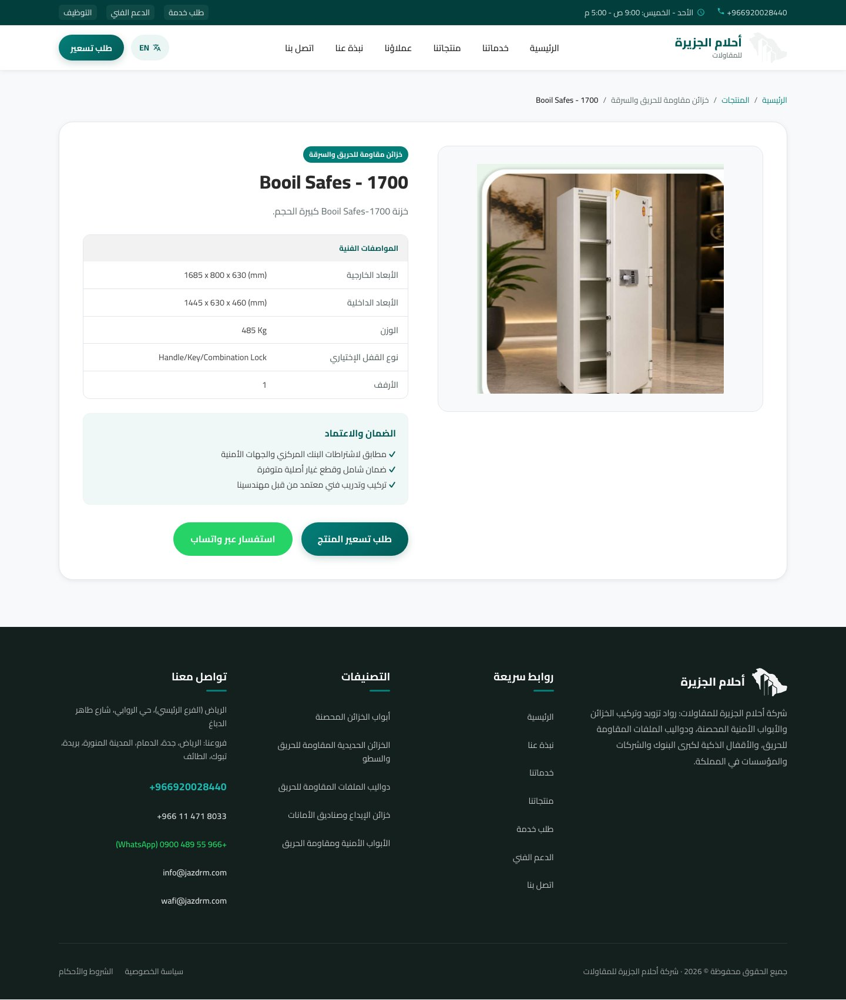 966920028440+
الأحد - الخميس: 9:00 ص - 5:00 م
طلب خدمة
الدعم الفني
التوظيف
أحلام الجزيرة
للمقاولات
الرئيسية
خدماتنا
منتجاتنا
عملاؤنا
نبذة عنا
اتصل بنا
EN
طلب تسعير
الرئيسية / المنتجات / خزائن مقاومة للحريق والسرقة / Booil Safes - 1700
خزائن مقاومة للحريق والسرقة
Booil Safes - 1700
خزنة Booil Safes-1700 كبيرة الحجم.
المواصفات الفنية
الأبعاد الخارجية 1685 x 800 x 630 (mm)
الأبعاد الداخلية 1445 x 630 x 460 (mm)
الوزن 485 Kg
نوع القفل الإختياري Handle/Key/Combination Lock
الأرفف 1
الضمان والاعتماد
مطابق لاشتراطات البنك المركزي والجهات الأمنية
ضمان شامل وقطع غيار أصلية متوفرة
تركيب وتدريب فني معتمد من قبل مهندسينا
طلب تسعير المنتج
استفسار عبر واتساب
أحلام الجزيرة
شركة أحلام الجزيرة للمقاولات: رواد تزويد وتركيب الخزائن
والأبواب الأمنية المحصنة، ودواليب الملفات المقاومة
للحريق، والأقفال الذكية لكبرى البنوك والشركات
والمؤسسات في المملكة.
روابط سريعة
الرئيسية
نبذة عنا
خدماتنا
منتجاتنا
طلب خدمة
الدعم الفني
اتصل بنا
التصنيفات
أبواب الخزائن المحصنة
الخزائن الحديدية المقاومة للحريق
والسطو
دواليب الملفات المقاومة للحريق
خزائن الإيداع وصناديق الأمانات
الأبواب الأمنية ومقاومة الحريق
تواصل معنا
الرياض (الفرع الرئيسي)، حي الروابي، شارع طاهر
الدباغ
فروعنا: الرياض، جدة، الدمام، المدينة المنورة، بريدة،
تبوك، الطائف
+966920028440
+966 11 471 8033
(WhatsApp) 0900 489 55 966+
info@jazdrm.com
wafi@jazdrm.com
جميع الحقوق محفوظة © 2026 · شركة أحلام الجزيرة للمقاولات
سياسة الخصوصية
الشروط والأحكام